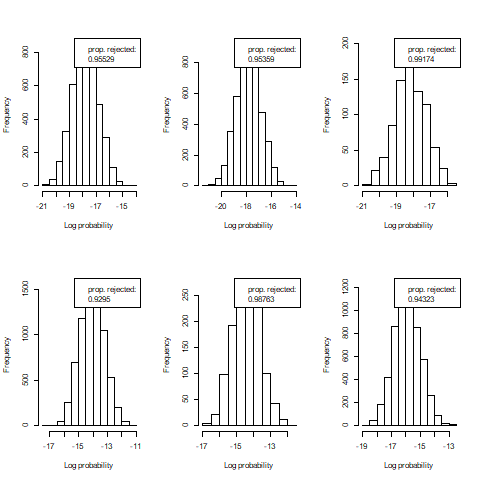 prop. rejected:
0.95529
Frequency
0 200 400 600 800
-21 -19 -17 -15
Log probability
prop. rejected:
0.95359
Frequency
0 200 400 600 800
-20 -18 -16 -14
Log probability
prop. rejected:
0.99174
Frequency
0 50 100 150 200
-21 -19 -17
Log probability
prop. rejected:
0.9295
Frequency
0 500 1000 1500
-17 -15 -13 -11
Log probability
prop. rejected:
0.98763
Frequency
0 50 100 150 200 250
-17 -15 -13
Log probability
prop. rejected:
0.94323
Frequency
0 200 400 600 800 1000 1200
-19 -17 -15 -13
Log probability